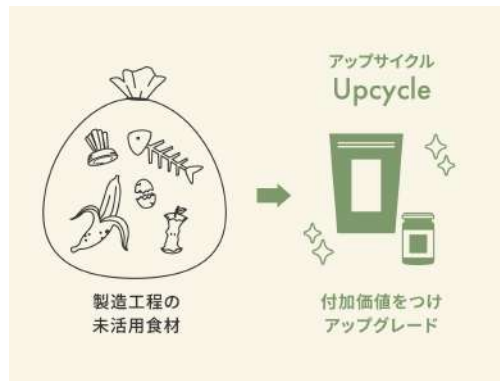 アップサイクル
Upcycle
製造工程の
未活用食材
付加価値をつけ
アップグレード